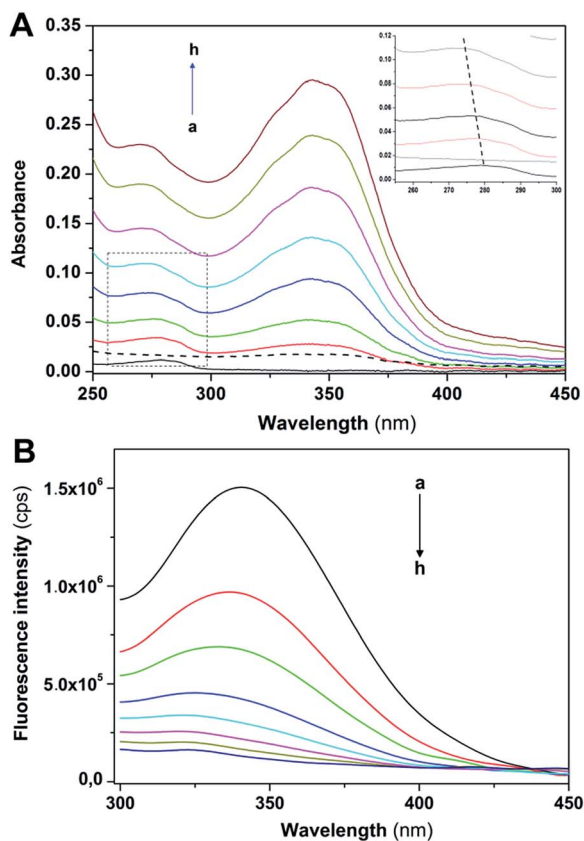 A
h
a
Absorbance
0.35
0.30
0.25
0.20
0.15
0.10
0.05
0.00
250 300 350 400 450
Wavelength (nm)
0.12
0.10
0.08
0.06
0.04
0.02
0.00
260 270 280 290 300
B
a
h
Fluorescence intensity (cps)
1.5x10⁶
1.0x10⁶
5.0x10⁵
0,0
300 350 400 450
Wavelength (nm)